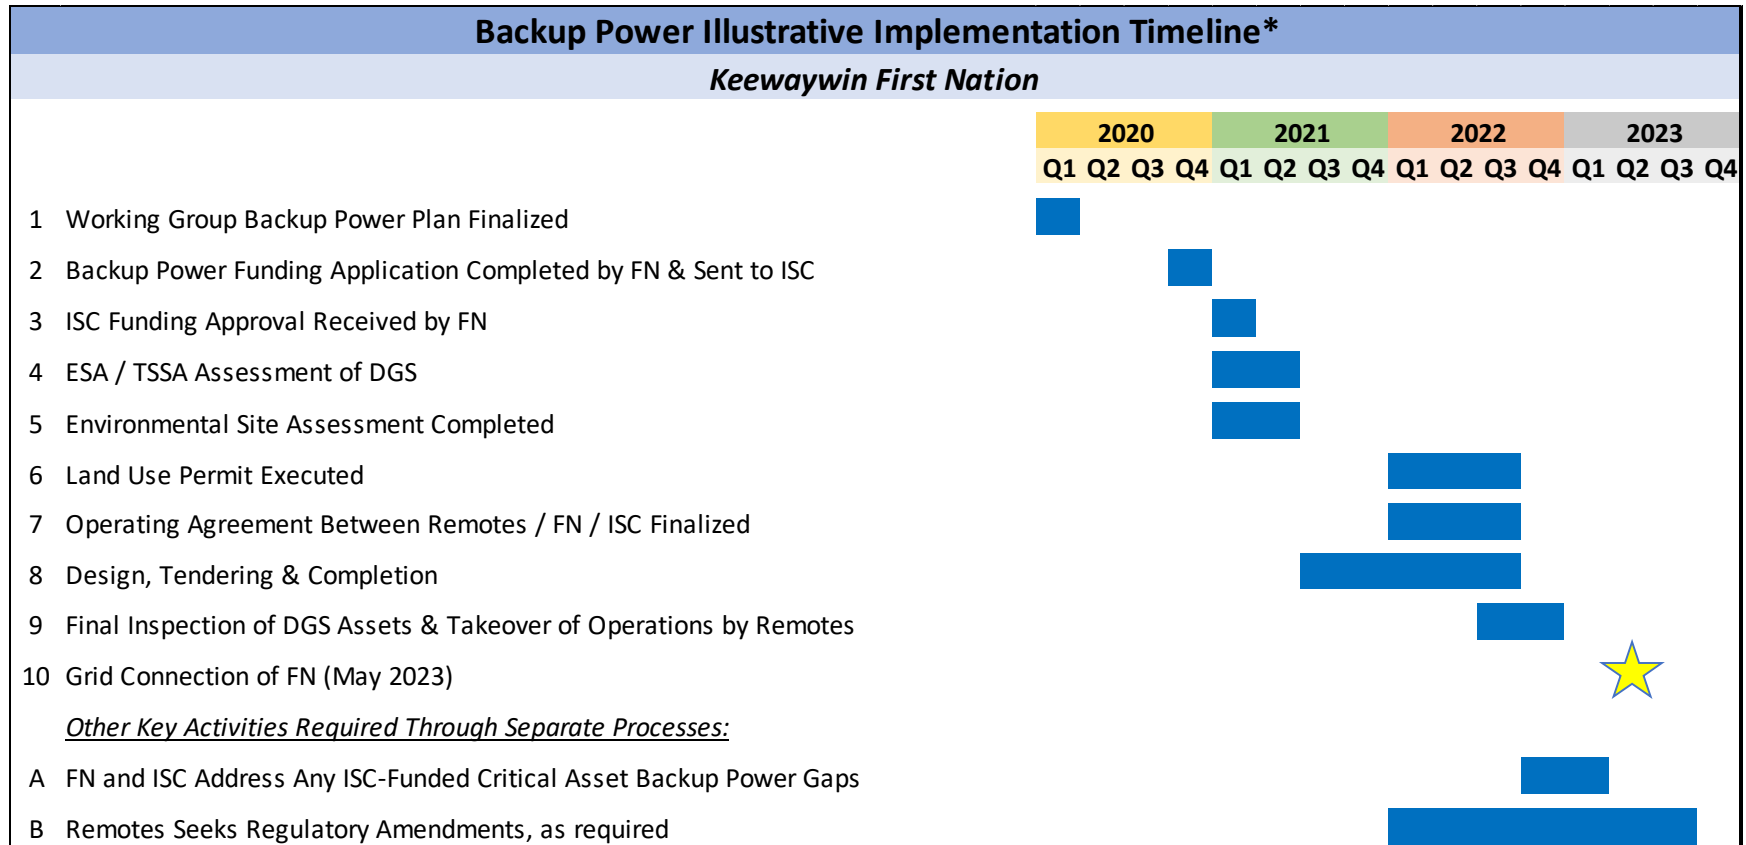 Backup Power Illustrative Implementation Timeline*
Keewaywin First Nation
2020 2021 2022 2023
Q1 Q2 Q3 Q4 Q1 Q2 Q3 Q4 Q1 Q2 Q3 Q4 Q1 Q2 Q3 Q4
1 Working Group Backup Power Plan Finalized
2 Backup Power Funding Application Completed by FN & Sent to ISC
3 ISC Funding Approval Received by FN
4 ESA / TSSA Assessment of DGS
5 Environmental Site Assessment Completed
6 Land Use Permit Executed
7 Operating Agreement Between Remotes / FN / ISC Finalized
8 Design, Tendering & Completion
9 Final Inspection of DGS Assets & Takeover of Operations by Remotes
10 Grid Connection of FN (May 2023)
Other Key Activities Required Through Separate Processes:
A FN and ISC Address Any ISC-Funded Critical Asset Backup Power Gaps
B Remotes Seeks Regulatory Amendments, as required